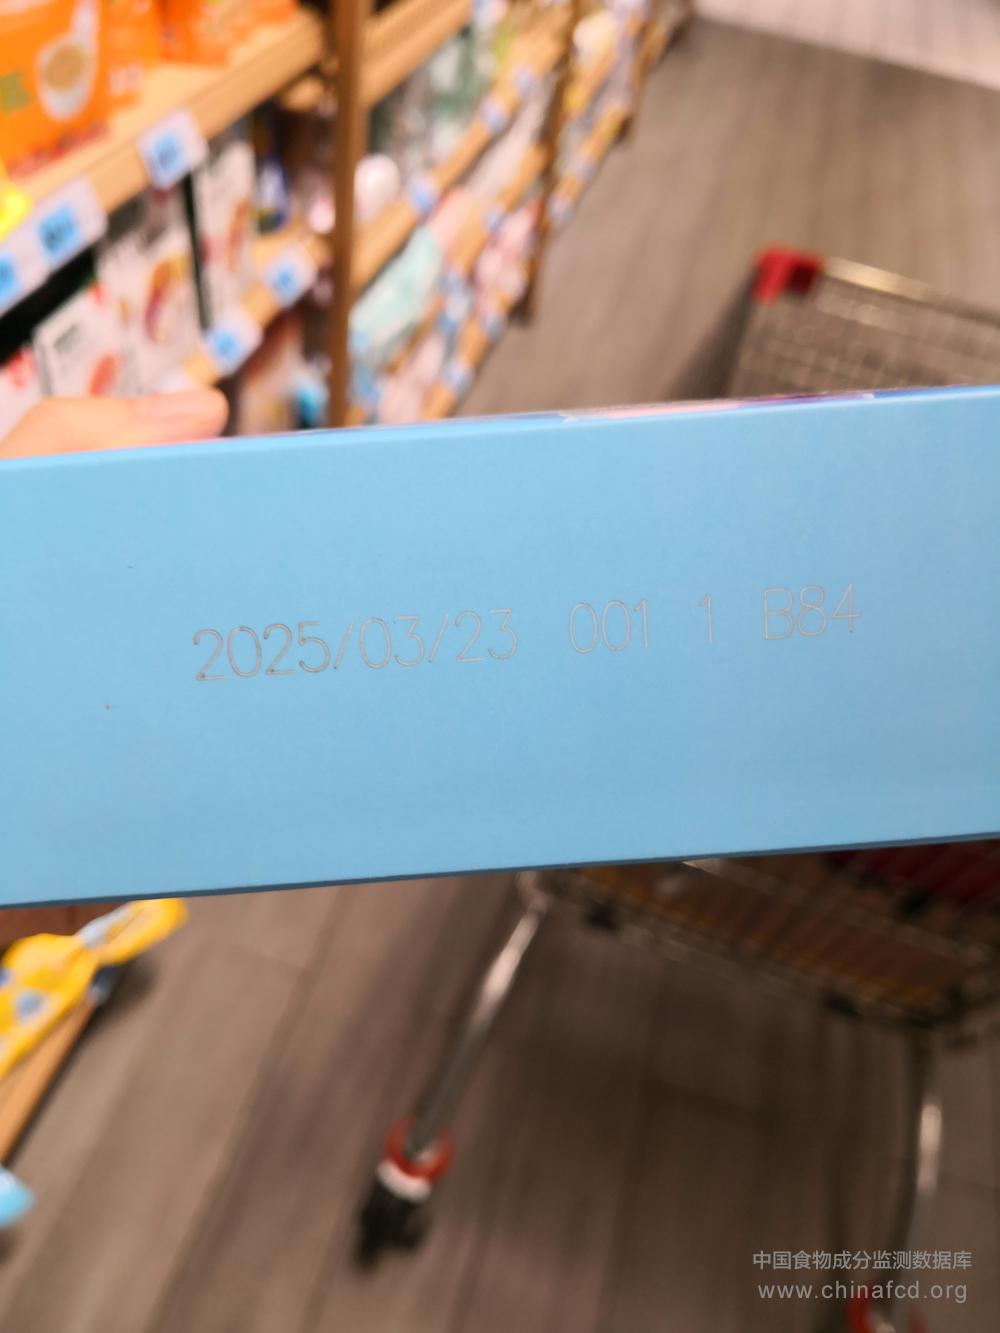 2025/03/23 001 1 B84
中国食物成分监测数据库
www.chinafcd.org